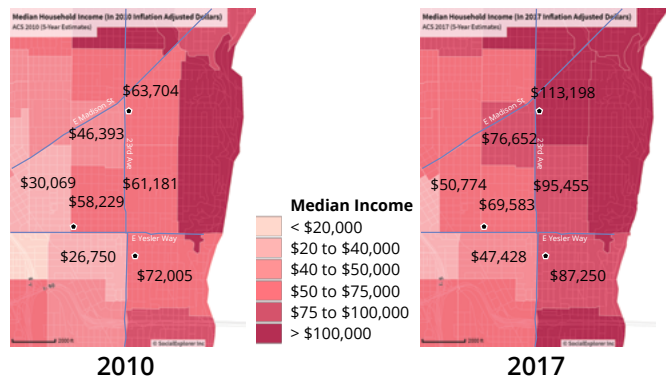 Median Household Income (In 2010 Inflation Adjusted Dollars)
ACS 2010 (5-Year Estimates)
$63,704
E Madison St
$46,393
23rd Ave
$30,069
$61,181
$58,229
E Yesler Way
$26,750
$72,005
© SocialExplorer Inc
2010
Median Income
< $20,000
$20 to $40,000
$40 to $50,000
$50 to $75,000
$75 to $100,000
> $100,000
Median Household Income (In 2017 Inflation Adjusted Dollars)
ACS 2017 (5-Year Estimates)
$113,198
E Madison St
$76,652
23rd Ave
$50,774
$95,455
$69,583
E Yesler Way
$47,428
$87,250
© SocialExplorer Inc
2017